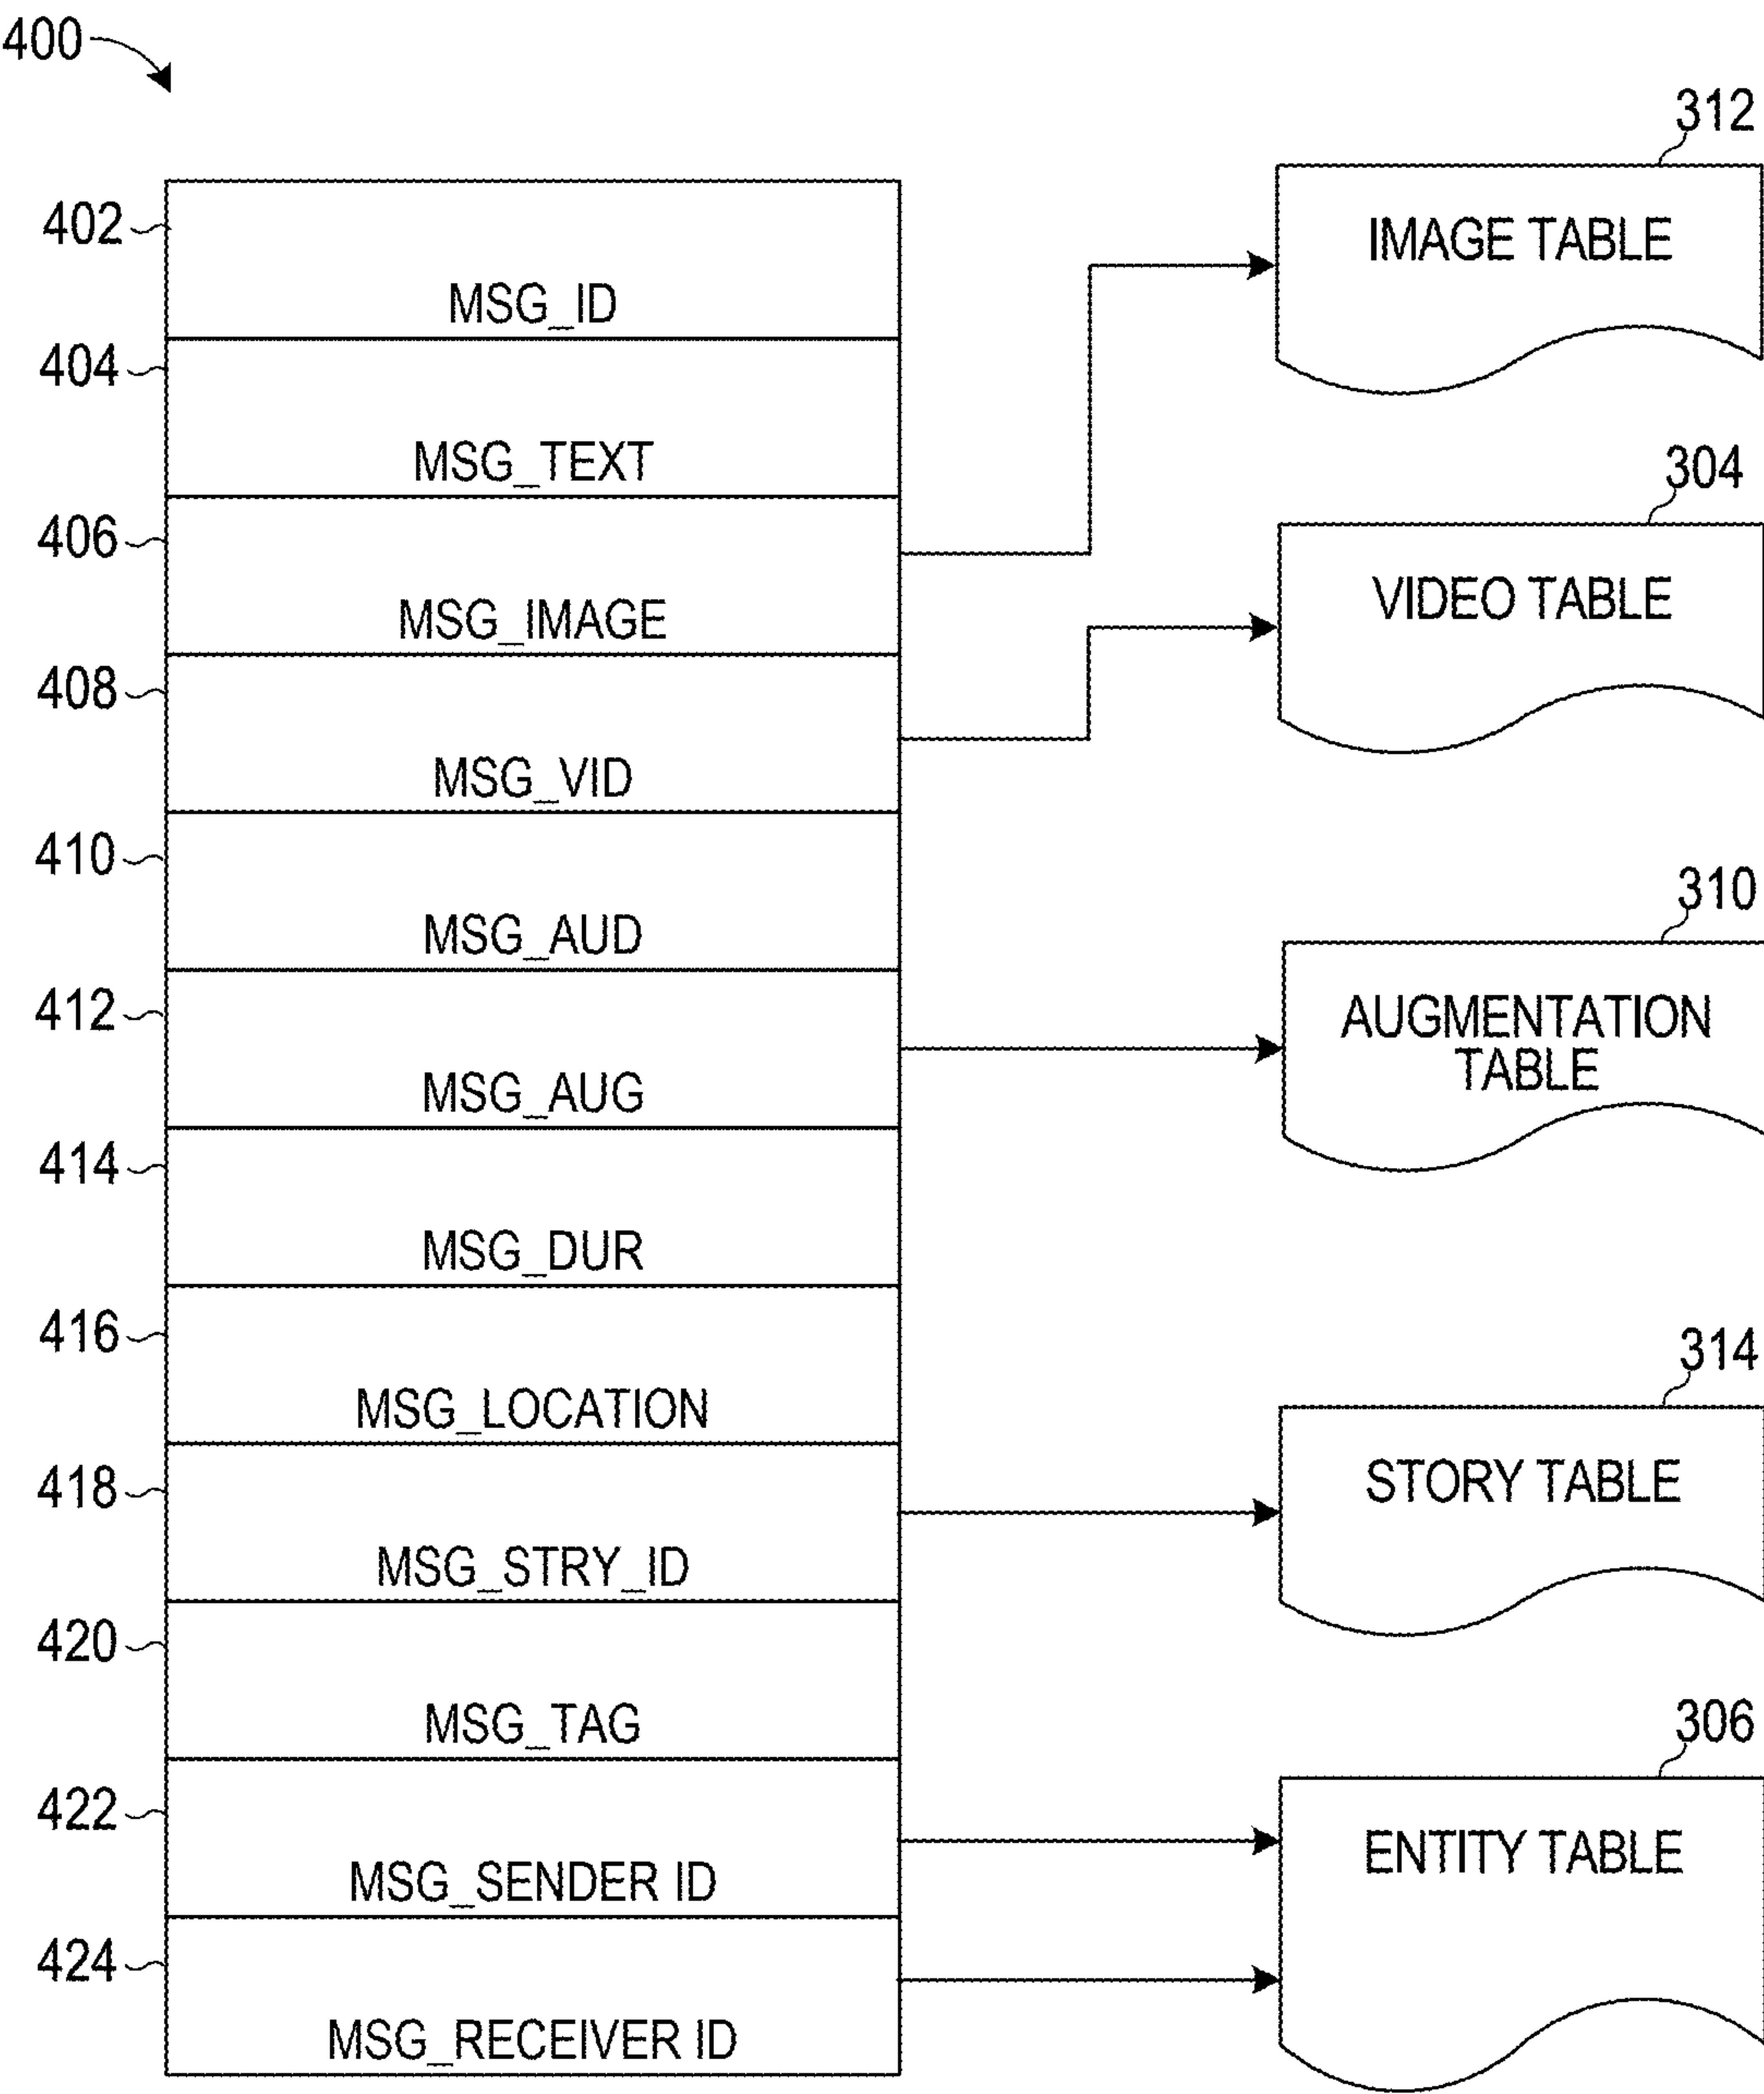 400
312
402
IMAGE TABLE
MSG_ID
404
MSG_TEXT
304
406
VIDEO TABLE
MSG_IMAGE
408
MSG_VID
410
310
MSG_AUD
412
AUGMENTATION
TABLE
MSG_AUG
414
MSG_DUR
416
314
MSG_LOCATION
418
STORY TABLE
MSG_STRY_ID
420
MSG_TAG
306
422
ENTITY TABLE
MSG_SENDER ID
424
MSG_RECEIVER ID